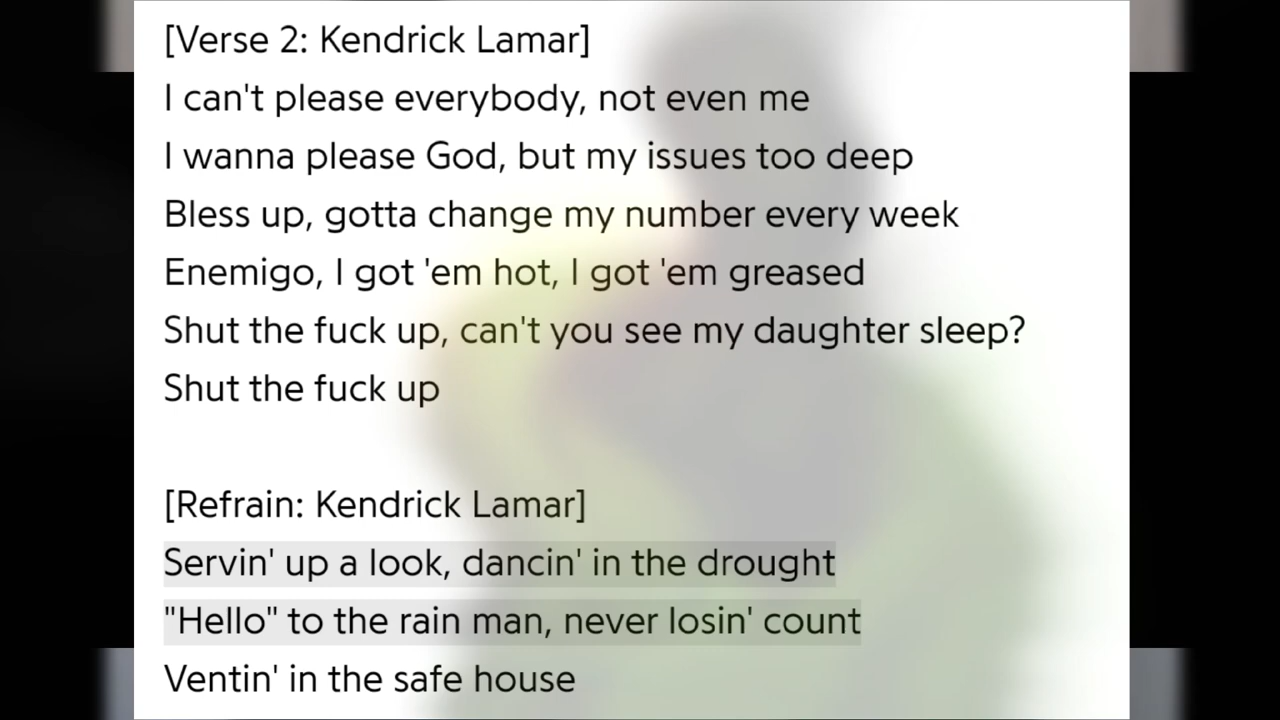 [Verse 2: Kendrick Lamar]
I can't please everybody, not even me
I wanna please God, but my issues too deep
Bless up, gotta change my number every week
Enemigo, I got 'em hot, I got 'em greased
Shut the fuck up, can't you see my daughter sleep?
Shut the fuck up
[Refrain: Kendrick Lamar]
Servin' up a look, dancin' in the drought
"Hello" to the rain man, never losin' count
Ventin' in the safe house